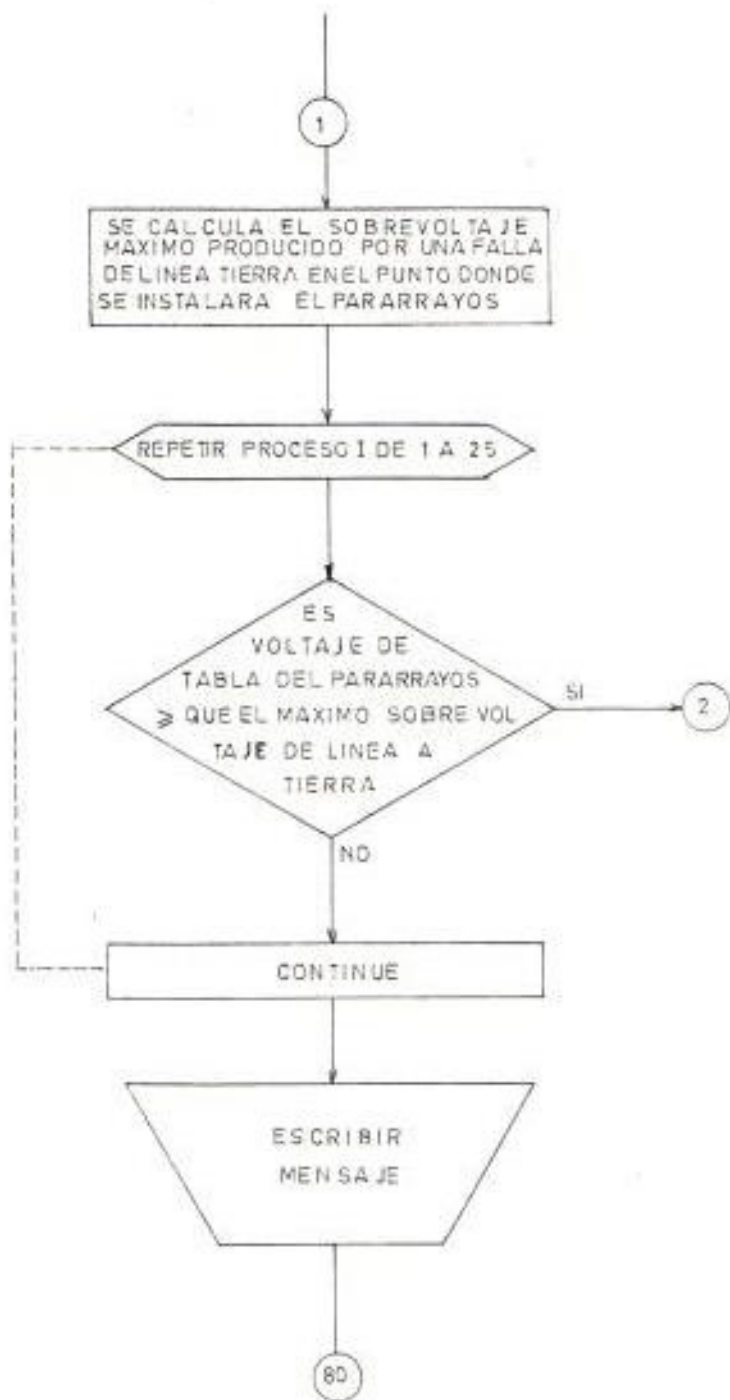 1
SE CALCULA EL SOBREVOLTAJE
MAXIMO PRODUCIDO POR UNA FALLA
DE LINEA TIERRA EN EL PUNTO DONDE
SE INSTALARA EL PARARRAYOS
REPETIR PROCESO I DE 1 A 25
ES
VOLTAJE DE
TABLA DEL PARARRAYOS
⩾ QUE EL MAXIMO SOBRE VOL
TAJE DE LINEA A
TIERRA
SI
2
NO
CONTINUE
ESCRIBIR
MENSAJE
80